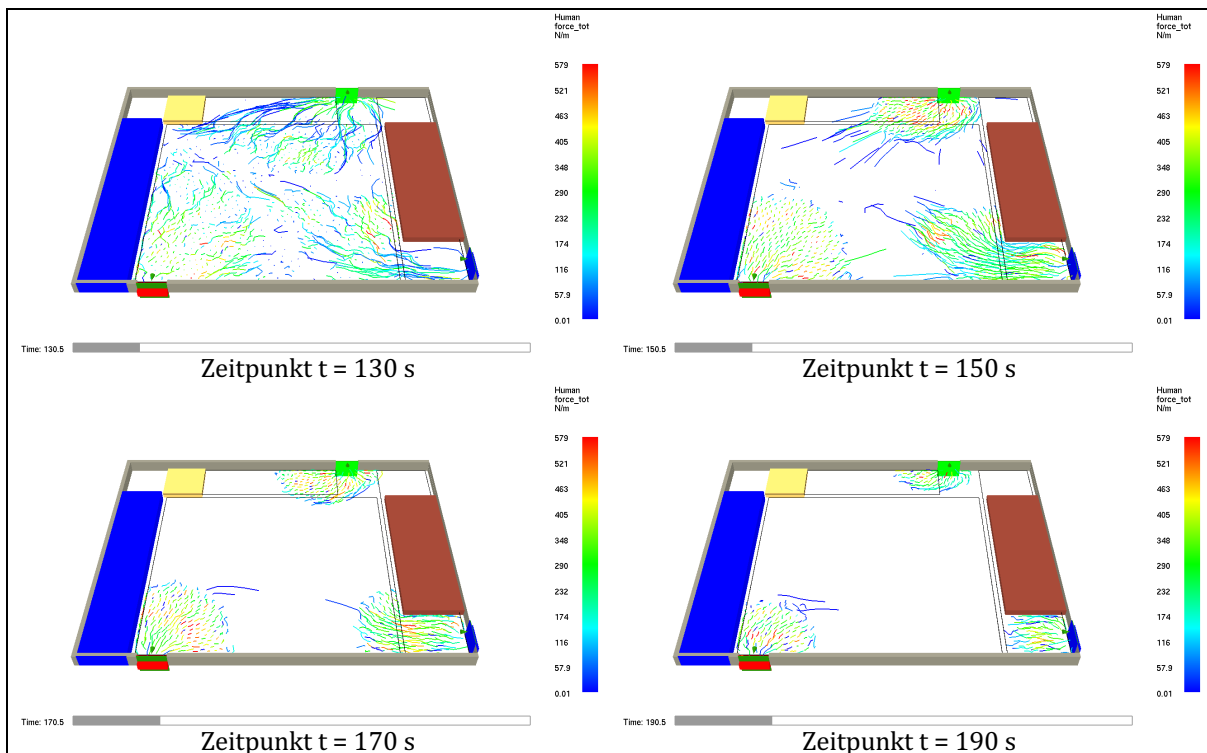 Human
force_tot
N/m
579
521
463
405
348
290
232
174
116
57.9
0.01
Time: 130.5
Zeitpunkt t = 130 s
Human
force_tot
N/m
579
521
463
405
348
290
232
174
116
57.9
0.01
Time: 150.5
Zeitpunkt t = 150 s
Human
force_tot
N/m
579
521
463
405
348
290
232
174
116
57.9
0.01
Time: 170.5
Zeitpunkt t = 170 s
Human
force_tot
N/m
579
521
463
405
348
290
232
174
116
57.9
0.01
Time: 190.5
Zeitpunkt t = 190 s